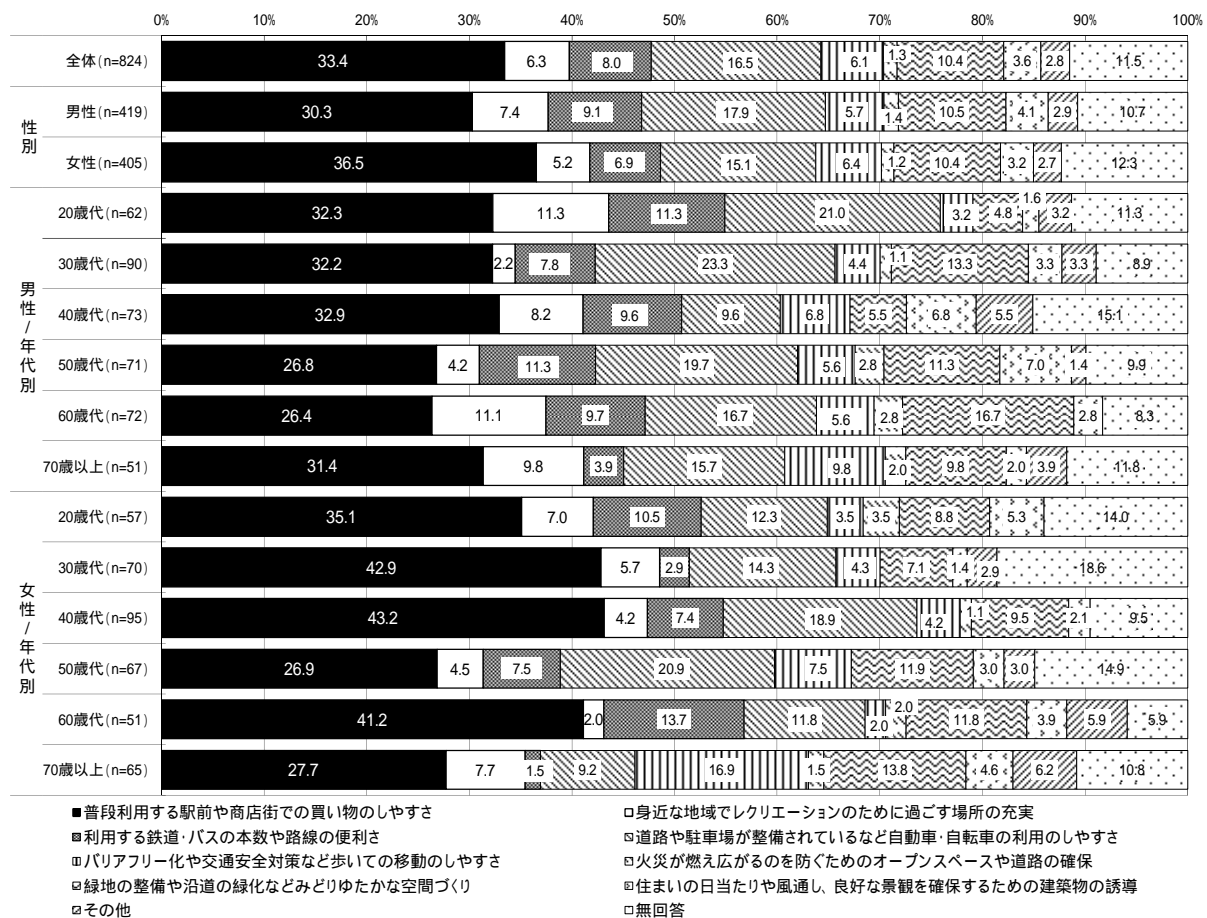 0% 10% 20% 30% 40% 50% 60% 70% 80% 90% 100%
全体(n=824) 33.4 6.3 8.0 16.5 6.1 1.3 10.4 3.6 2.8 11.5
性別
男性(n=419) 30.3 7.4 9.1 17.9 5.7 1.4 10.5 4.1 2.9 10.7
女性(n=405) 36.5 5.2 6.9 15.1 6.4 1.2 10.4 3.2 2.7 12.3
男性/年代別
20歳代(n=62) 32.3 11.3 11.3 21.0 3.2 4.8 1.6 3.2 11.3
30歳代(n=90) 32.2 2.2 7.8 23.3 4.4 1.1 13.3 3.3 3.3 8.9
40歳代(n=73) 32.9 8.2 9.6 9.6 6.8 5.5 6.8 5.5 15.1
50歳代(n=71) 26.8 4.2 11.3 19.7 5.6 2.8 11.3 7.0 1.4 9.9
60歳代(n=72) 26.4 11.1 9.7 16.7 5.6 2.8 16.7 2.8 8.3
70歳以上(n=51) 31.4 9.8 3.9 15.7 9.8 2.0 9.8 2.0 3.9 11.8
女性/年代別
20歳代(n=57) 35.1 7.0 10.5 12.3 3.5 3.5 8.8 5.3 14.0
30歳代(n=70) 42.9 5.7 2.9 14.3 4.3 7.1 1.4 2.9 18.6
40歳代(n=95) 43.2 4.2 7.4 18.9 4.2 1.1 9.5 2.1 9.5
50歳代(n=67) 26.9 4.5 7.5 20.9 7.5 11.9 3.0 3.0 14.9
60歳代(n=51) 41.2 2.0 13.7 11.8 2.0 2.0 11.8 3.9 5.9 5.9
70歳以上(n=65) 27.7 7.7 1.5 9.2 16.9 1.5 13.8 4.6 6.2 10.8
普段利用する駅前や商店街での買い物のしやすさ 身近な地域でレクリエーションのために過ごす場所の充実
利用する鉄道・バスの本数や路線の便利さ 道路や駐車場が整備されているなど自動車・自転車の利用のしやすさ
バリアフリー化や交通安全対策など歩いての移動のしやすさ 火災が燃え広がるのを防ぐためのオープンスペースや道路の確保
緑地の整備や沿道の緑化などみどりゆたかな空間づくり 住まいの日当たりや風通し、良好な景観を確保するための建築物の誘導
その他 無回答